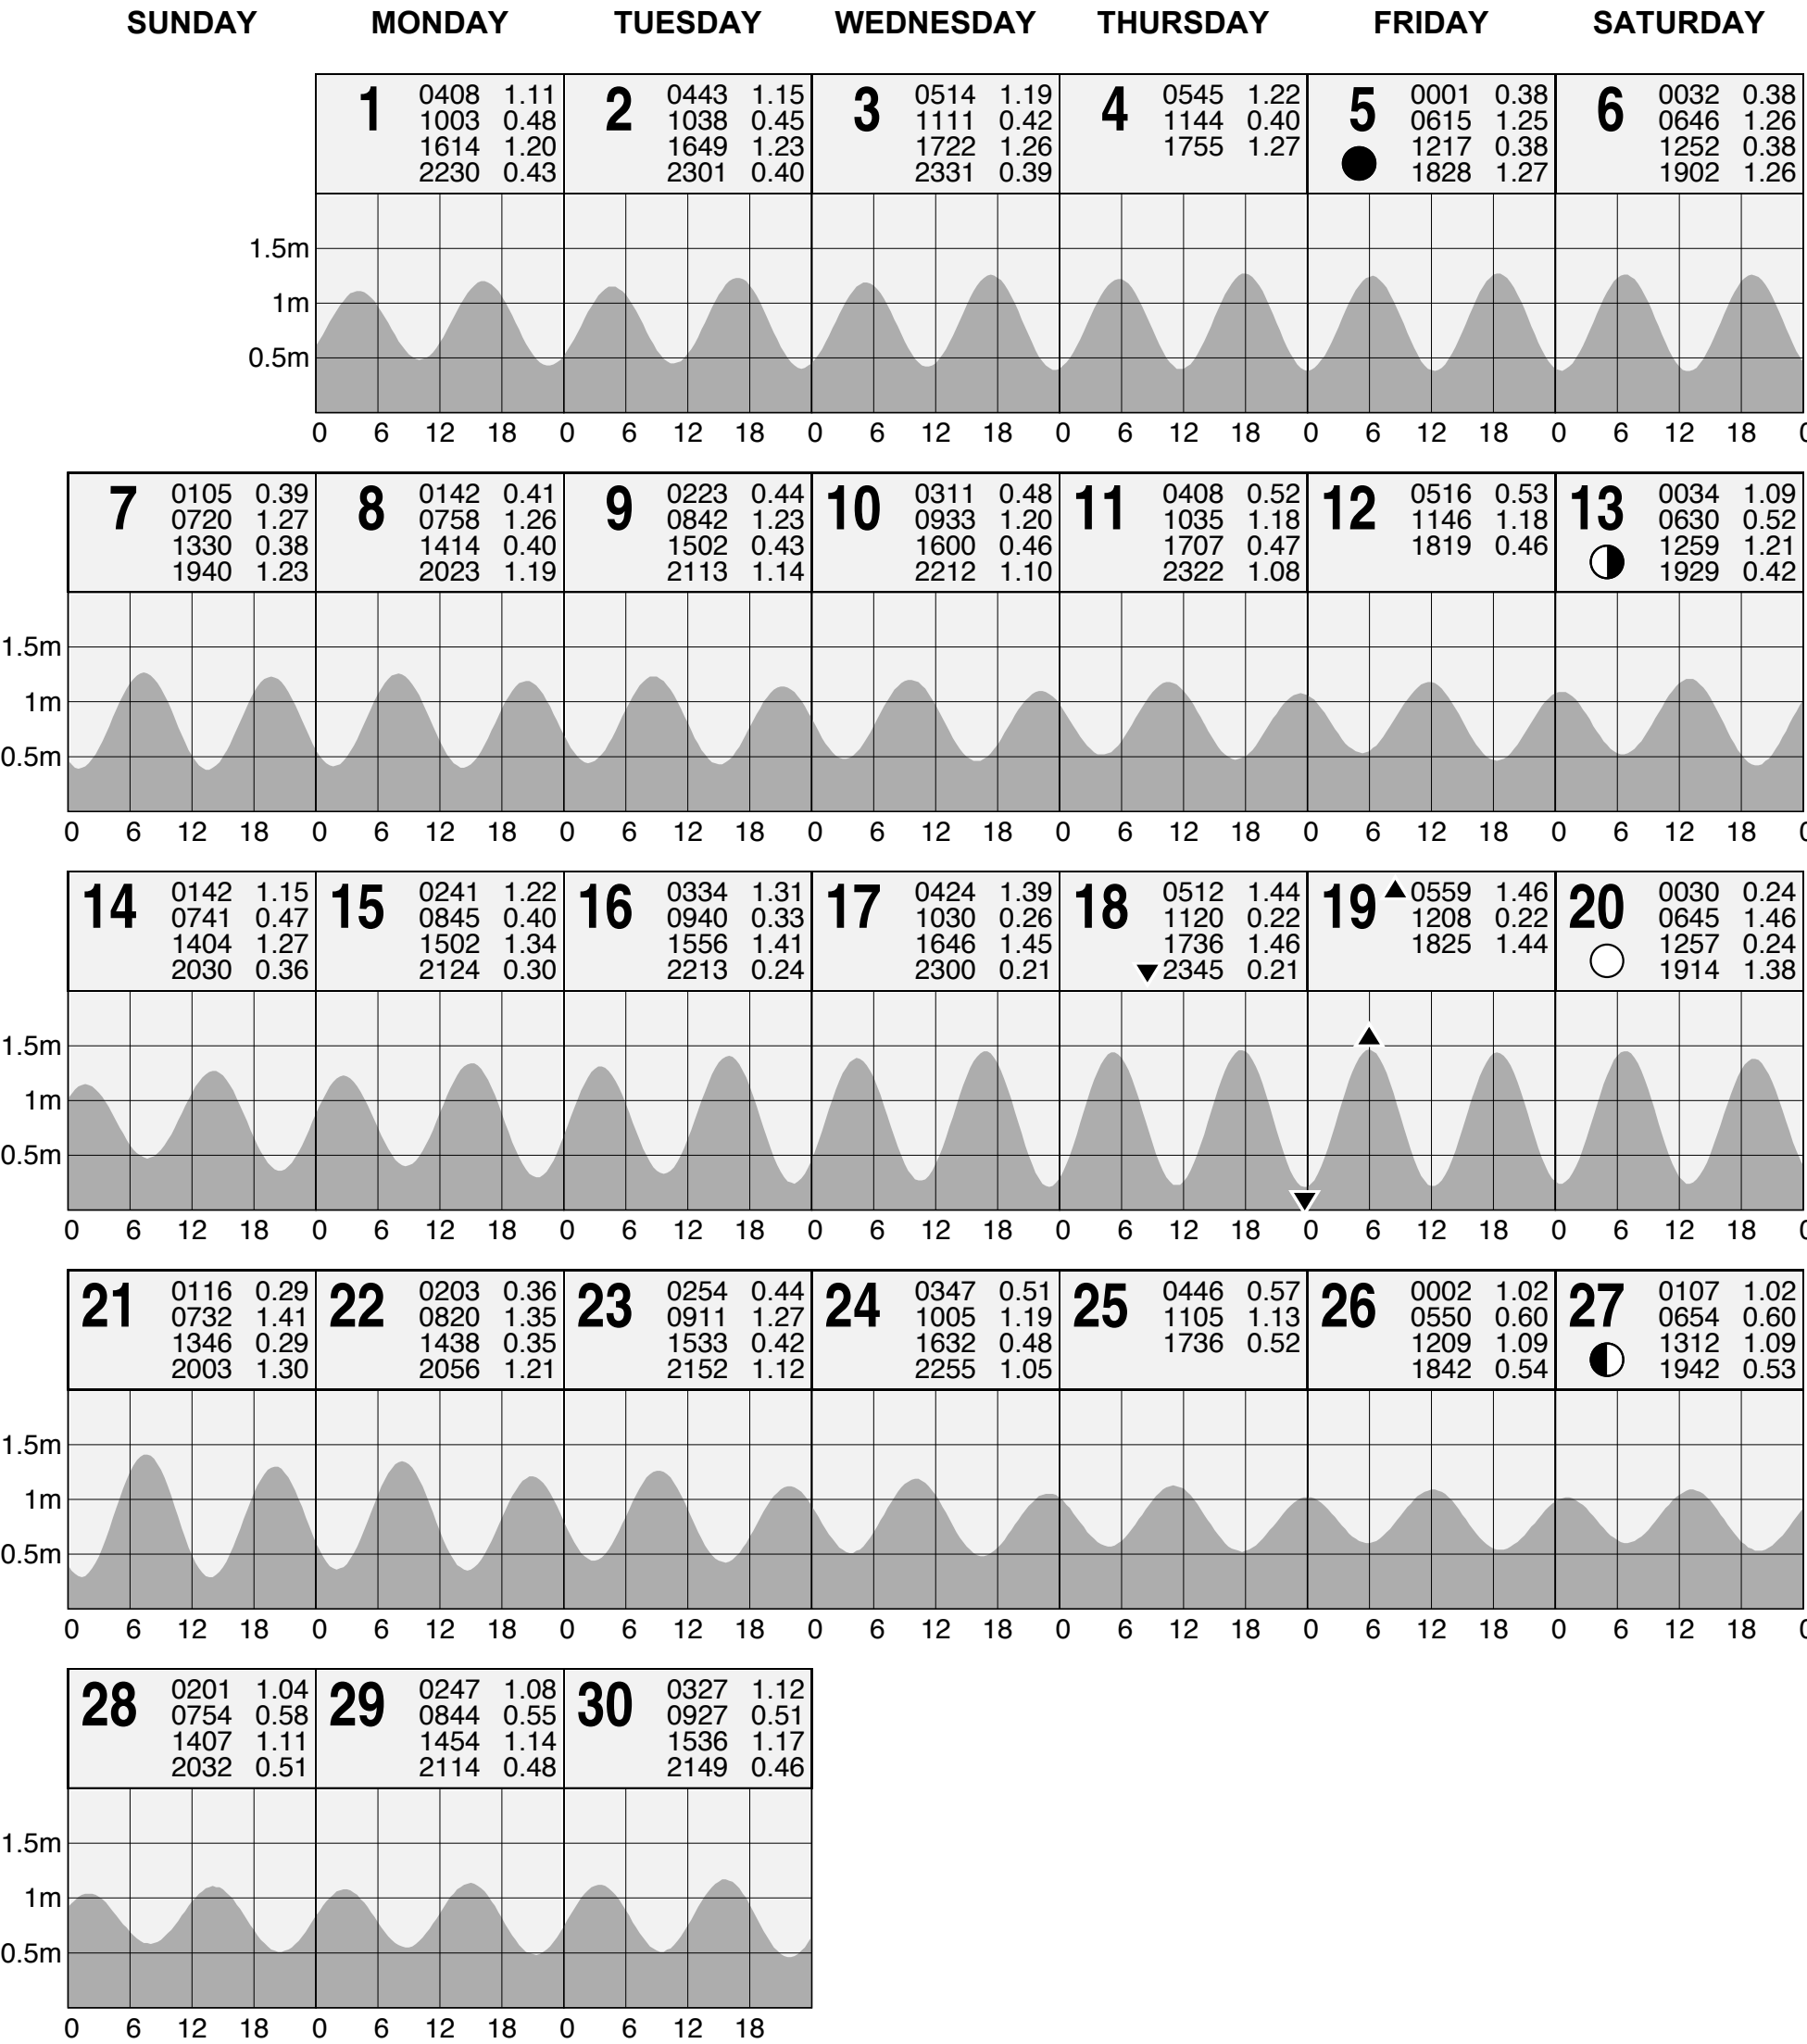 SUNDAY MONDAY TUESDAY WEDNESDAY THURSDAY FRIDAY SATURDAY
1 0408 1.11 2 0443 1.15 3 0514 1.19 4 0545 1.22 5 0001 0.38 6 0032 0.38
1003 0.48 1038 0.45 1111 0.42 1144 0.40 0615 1.25 0646 1.26
1614 1.20 1649 1.23 1722 1.26 1755 1.27 1217 0.38 1252 0.38
2230 0.43 2301 0.40 2331 0.39 1828 1.27 1902 1.26
1.5m
1m
0.5m
0 6 12 18 0 6 12 18 0 6 12 18 0 6 12 18 0 6 12 18 0 6 12 18 0
7 0105 0.39 8 0142 0.41 9 0223 0.44 10 0311 0.48 11 0408 0.52 12 0516 0.53 13 0034 1.09
0720 1.27 0758 1.26 0842 1.23 0933 1.20 1035 1.18 1146 1.18 0630 0.52
1330 0.38 1414 0.40 1502 0.43 1600 0.46 1707 0.47 1819 0.46 1259 1.21
1940 1.23 2023 1.19 2113 1.14 2212 1.10 2322 1.08 1929 0.42
1.5m
1m
0.5m
0 6 12 18 0 6 12 18 0 6 12 18 0 6 12 18 0 6 12 18 0 6 12 18 0 6 12 18 0
14 0142 1.15 15 0241 1.22 16 0334 1.31 17 0424 1.39 18 0512 1.44 19 0559 1.46 20 0030 0.24
0741 0.47 0845 0.40 0940 0.33 1030 0.26 1120 0.22 1208 0.22 0645 1.46
1404 1.27 1502 1.34 1556 1.41 1646 1.45 1736 1.46 1825 1.44 1257 0.24
2030 0.36 2124 0.30 2213 0.24 2300 0.21 2345 0.21 1914 1.38
1.5m
1m
0.5m
0 6 12 18 0 6 12 18 0 6 12 18 0 6 12 18 0 6 12 18 0 6 12 18 0 6 12 18 0
21 0116 0.29 22 0203 0.36 23 0254 0.44 24 0347 0.51 25 0446 0.57 26 0002 1.02 27 0107 1.02
0732 1.41 0820 1.35 0911 1.27 1005 1.19 1105 1.13 0550 0.60 0654 0.60
1346 0.29 1438 0.35 1533 0.42 1632 0.48 1736 0.52 1209 1.09 1312 1.09
2003 1.30 2056 1.21 2152 1.12 2255 1.05 1842 0.54 1942 0.53
1.5m
1m
0.5m
0 6 12 18 0 6 12 18 0 6 12 18 0 6 12 18 0 6 12 18 0 6 12 18 0 6 12 18 0
28 0201 1.04 29 0247 1.08 30 0327 1.12
0754 0.58 0844 0.55 0927 0.51
1407 1.11 1454 1.14 1536 1.17
2032 0.51 2114 0.48 2149 0.46
1.5m
1m
0.5m
0 6 12 18 0 6 12 18 0 6 12 18